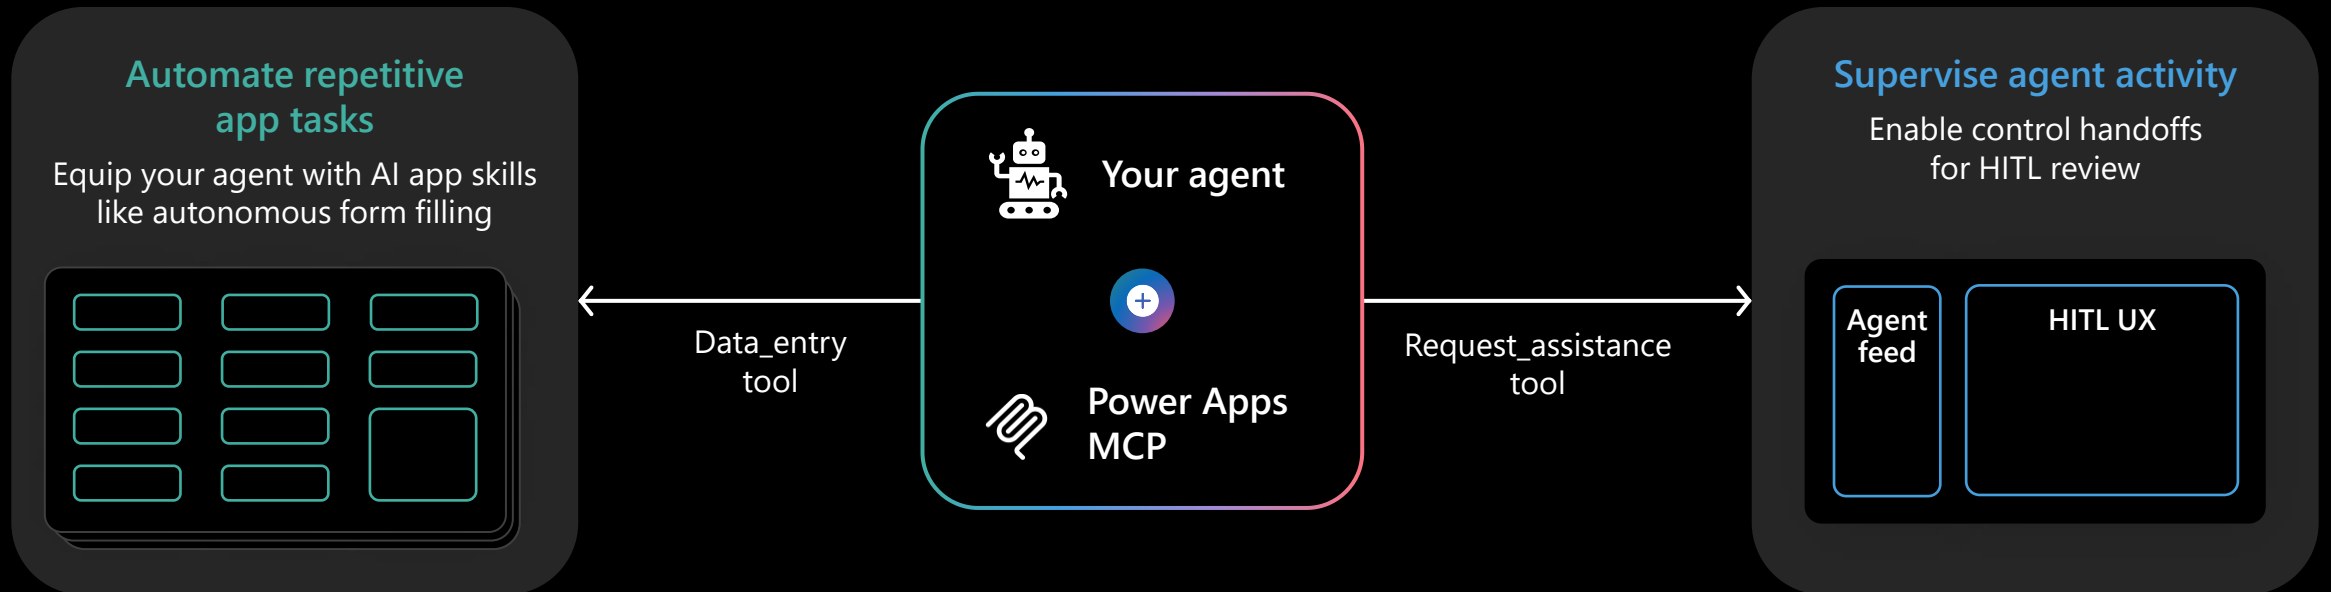 Automate repetitive
app tasks
Equip your agent with AI app skills
like autonomous form filling
Data_entry
tool
Your agent
Power Apps
MCP
Request_assistance
tool
Supervise agent activity
Enable control handoffs
for HITL review
Agent
feed
HITL UX